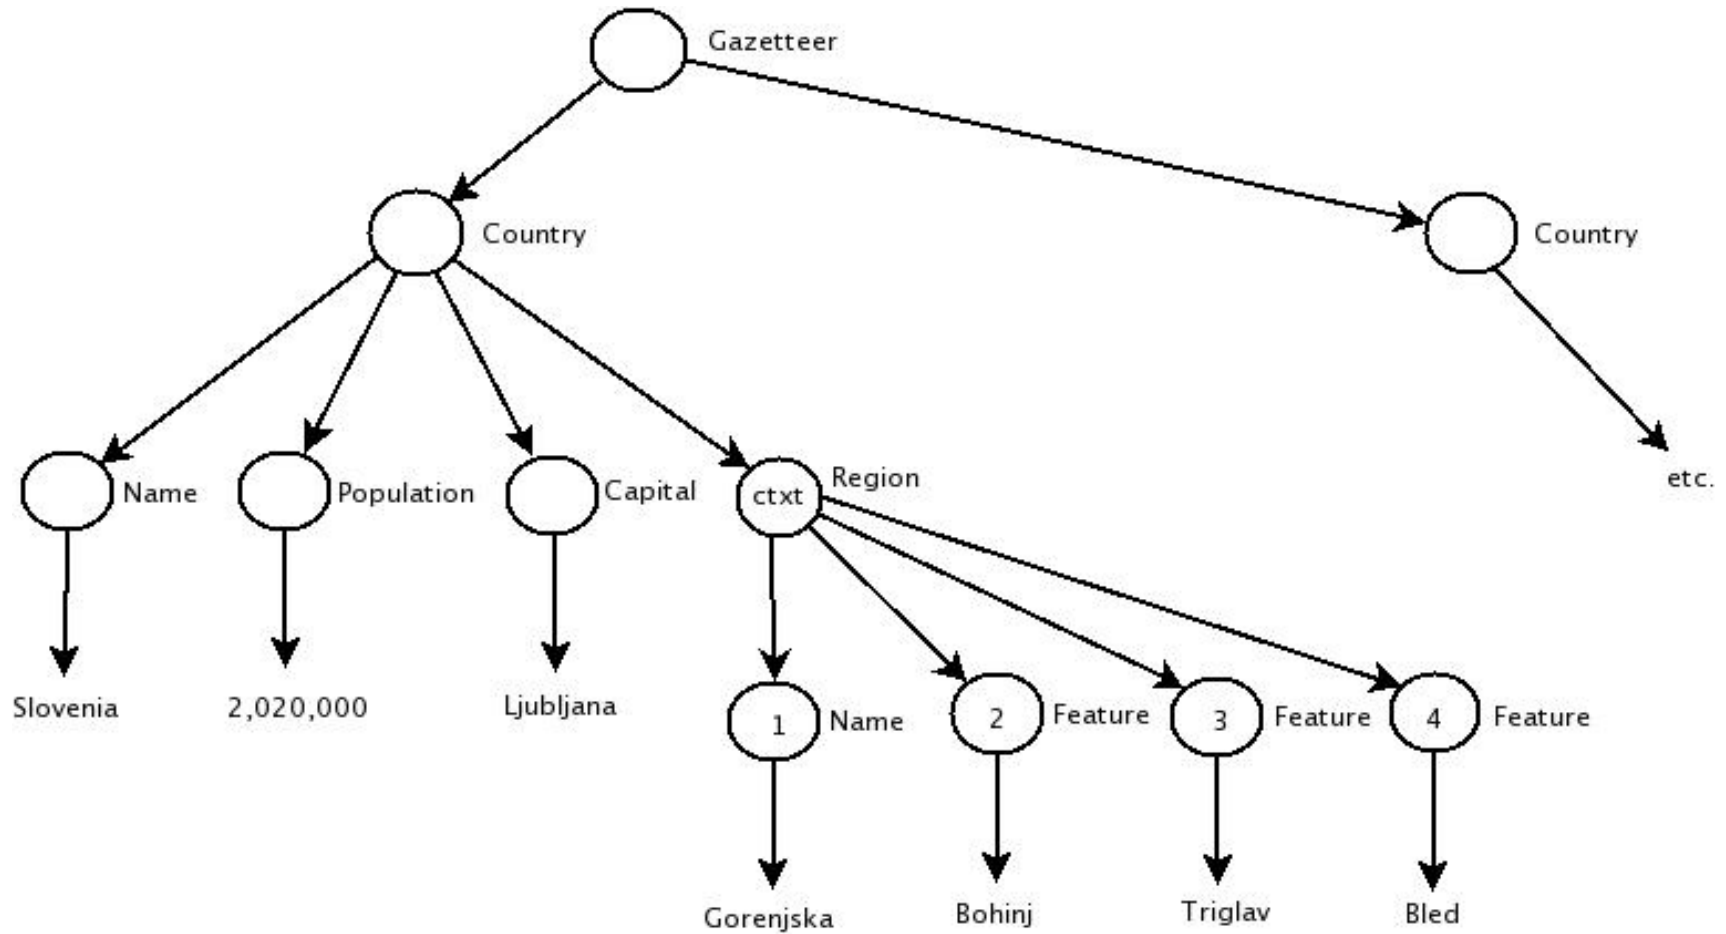 Gazetteer
Country
Country
Name
Population
Capital
ctxt
Region
etc.
Slovenia
2,020,000
Ljubljana
1
Name
2
Feature
3
Feature
4
Feature
Gorenjska
Bohinj
Triglav
Bled